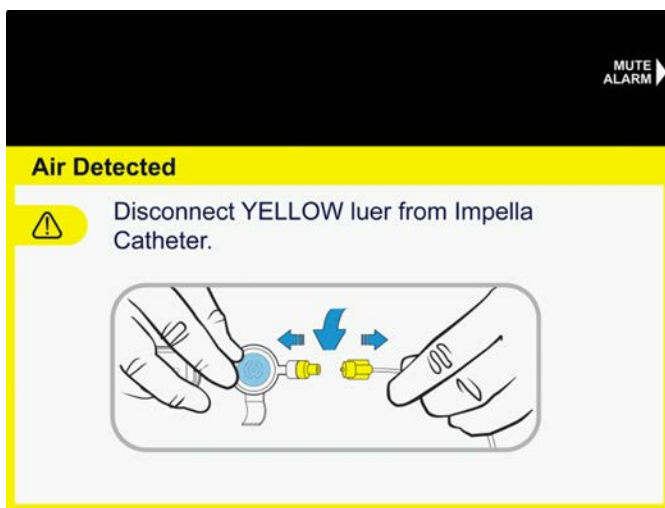 MUTE
ALARM
Air Detected
Disconnect YELLOW luer from Impella
Catheter.